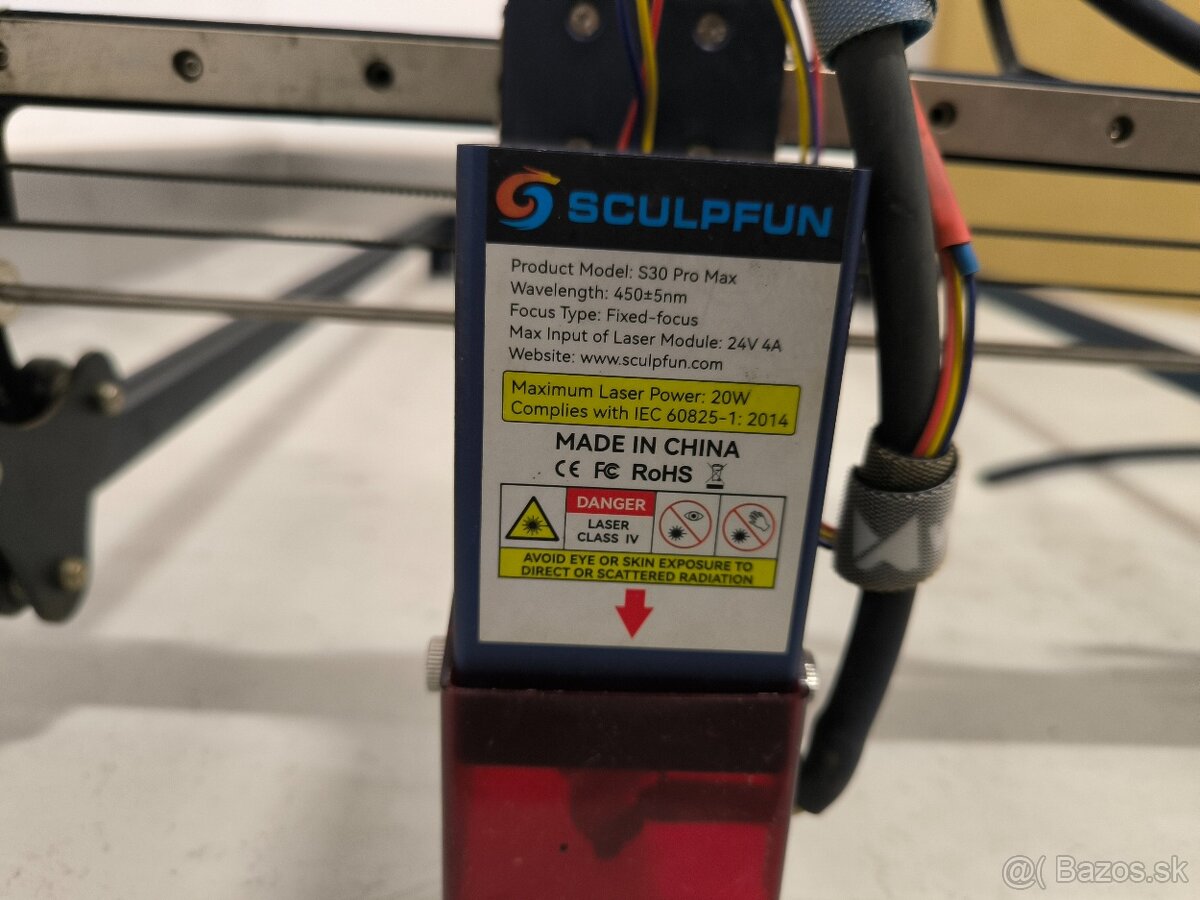 SCULPFUN
Product Model: S30 Pro Max
Wavelength: 450±5nm
Focus Type: Fixed-focus
Max Input of Laser Module: 24V 4A
Website: www.sculpfun.com
Maximum Laser Power: 20W
Complies with IEC 60825-1: 2014
MADE IN CHINA
CE FC RoHS
DANGER
LASER
CLASS IV
AVOID EYE OR SKIN EXPOSURE TO
DIRECT OR SCATTERED RADIATION
@( Bazos.sk